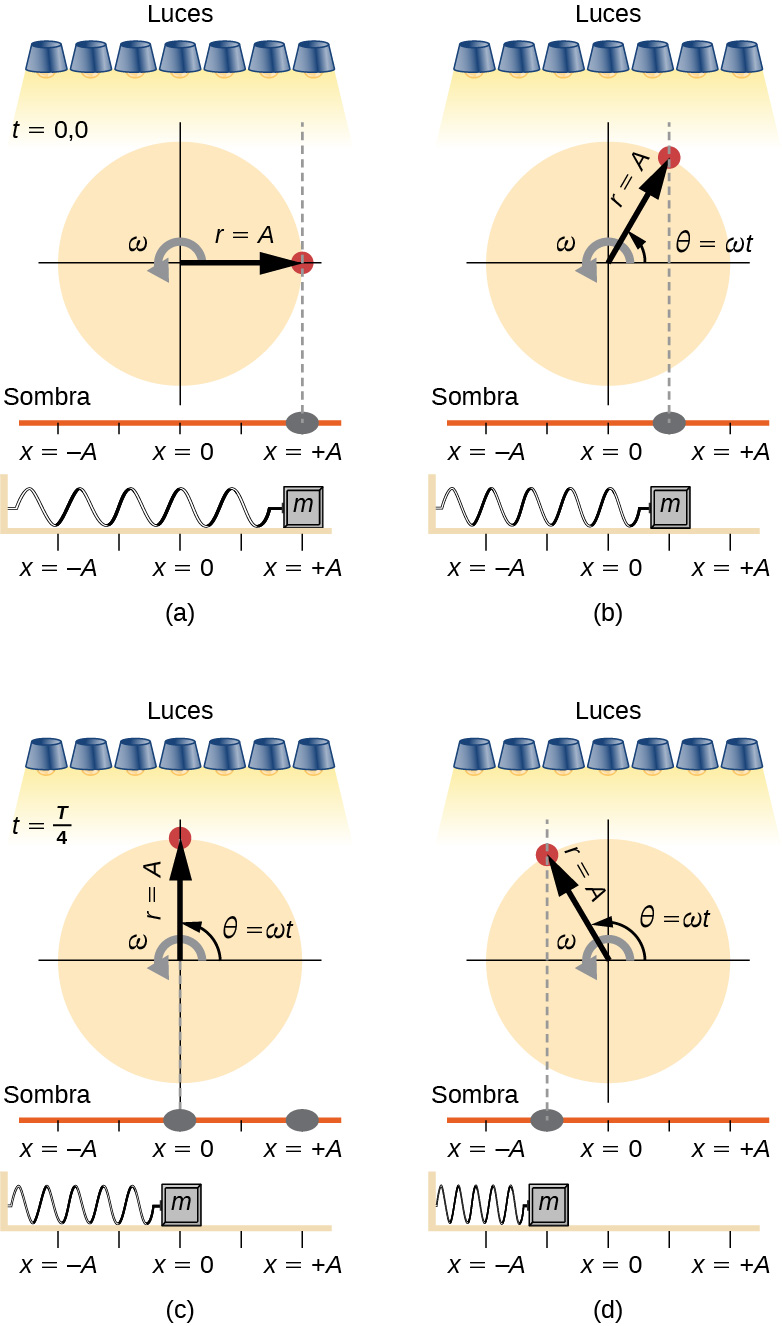 Luces
t = 0,0
ω
r = A
Sombra
x = –A x = 0 x = +A
m
x = –A x = 0 x = +A
(a)
Luces
r = A
ω
θ = ωt
Sombra
x = –A x = 0 x = +A
m
x = –A x = 0 x = +A
(b)
Luces
t = T/4
r = A
ω
θ = ωt
Sombra
x = –A x = 0 x = +A
m
x = –A x = 0 x = +A
(c)
Luces
r = A
ω
θ = ωt
Sombra
x = –A x = 0 x = +A
m
x = –A x = 0 x = +A
(d)